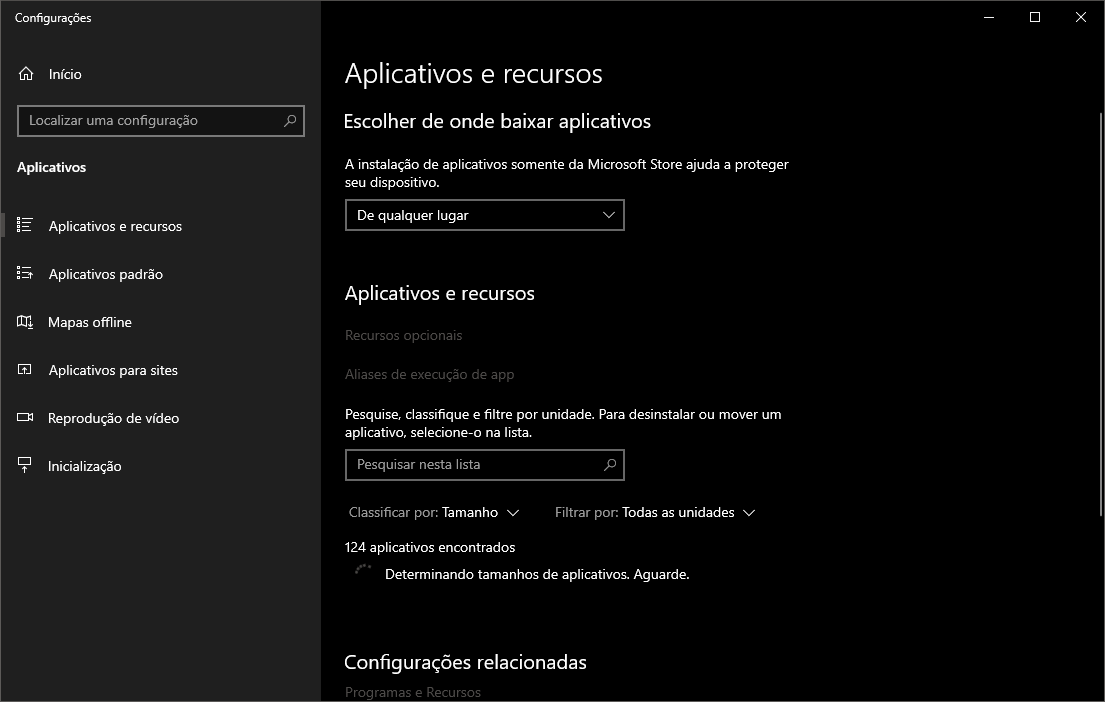 Configurações
Início
Localizar uma configuração
Aplicativos
Aplicativos e recursos
Aplicativos padrão
Mapas offline
Aplicativos para sites
Reprodução de vídeo
Inicialização
Aplicativos e recursos
Escolher de onde baixar aplicativos
A instalação de aplicativos somente da Microsoft Store ajuda a proteger
seu dispositivo.
De qualquer lugar
Aplicativos e recursos
Recursos opcionais
Aliases de execução de app
Pesquise, classifique e filtre por unidade. Para desinstalar ou mover um
aplicativo, selecione-o na lista.
Pesquisar nesta lista
Classificar por: Tamanho Filtrar por: Todas as unidades
124 aplicativos encontrados
Determinando tamanhos de aplicativos. Aguarde.
Configurações relacionadas
Programas e Recursos